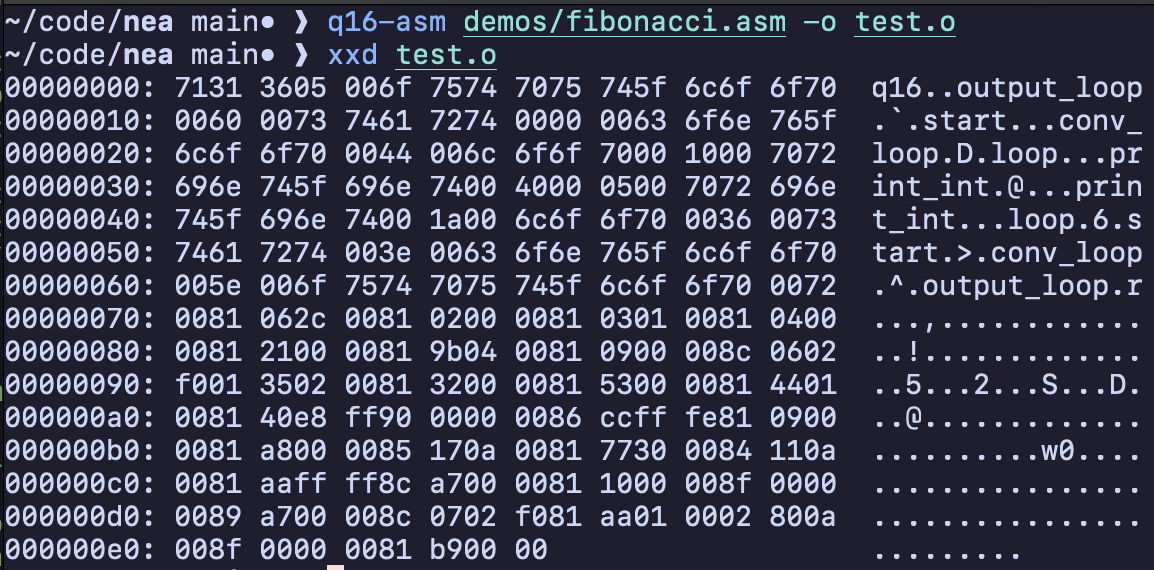 ~/code/nea main● ❯ q16-asm demos/fibonacci.asm -o test.o
~/code/nea main● ❯ xxd test.o
00000000: 7131 3605 006f 7574 7075 745f 6c6f 6f70  q16..output_loop
00000010: 0060 0073 7461 7274 0000 0063 6f6e 765f  .`.start...conv_
00000020: 6c6f 6f70 0044 006c 6f6f 7000 1000 7072  loop.D.loop...pr
00000030: 696e 745f 696e 7400 4000 0500 7072 696e  int_int.@...prin
00000040: 745f 696e 7400 1a00 6c6f 6f70 0036 0073  t_int...loop.6.s
00000050: 7461 7274 003e 0063 6f6e 765f 6c6f 6f70  tart.>.conv_loop
00000060: 005e 006f 7574 7075 745f 6c6f 6f70 0072  .^.output_loop.r
00000070: 0081 062c 0081 0200 0081 0301 0081 0400  ...,............
00000080: 0081 2100 0081 9b04 0081 0900 008c 0602  ..!.............
00000090: f001 3502 0081 3200 0081 5300 0081 4401  ..5...2...S...D.
000000a0: 0081 40e8 ff90 0000 0086 ccff fe81 0900  ..@.............
000000b0: 0081 a800 0085 170a 0081 7730 0084 110a  ..........w0....
000000c0: 0081 aaff ff8c a700 0081 1000 008f 0000  ................
000000d0: 0089 a700 008c 0702 f081 aa01 0002 800a  ................
000000e0: 008f 0000 0081 b900 00  .........